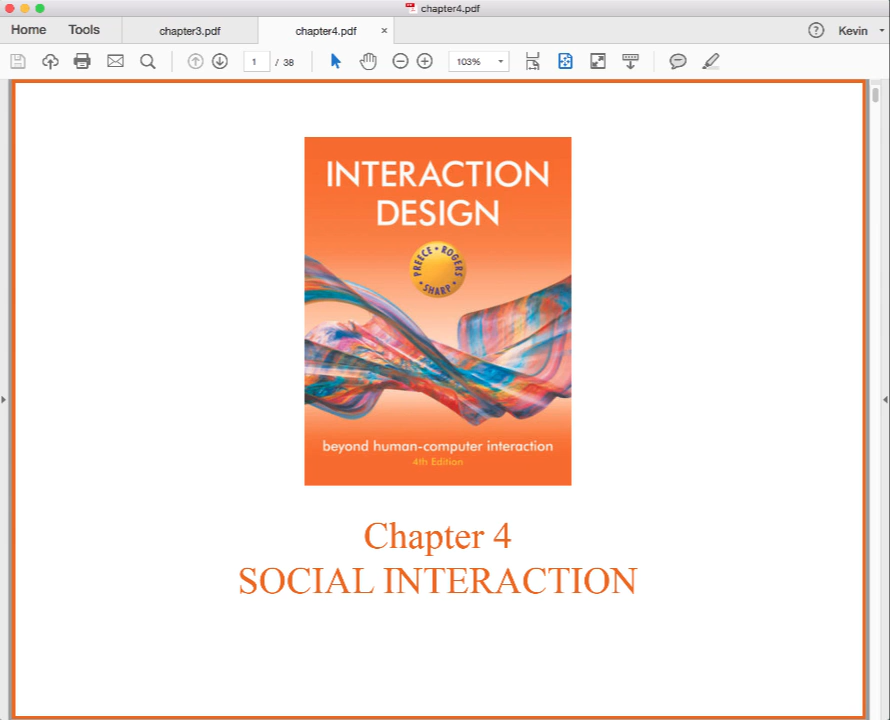 chapter4.pdf
Home Tools chapter3.pdf chapter4.pdf × ? Kevin
1 / 38 103%
INTERACTION
DESIGN
PREECE • ROGERS • SHARP •
beyond human-computer interaction
4th Edition
Chapter 4
SOCIAL INTERACTION